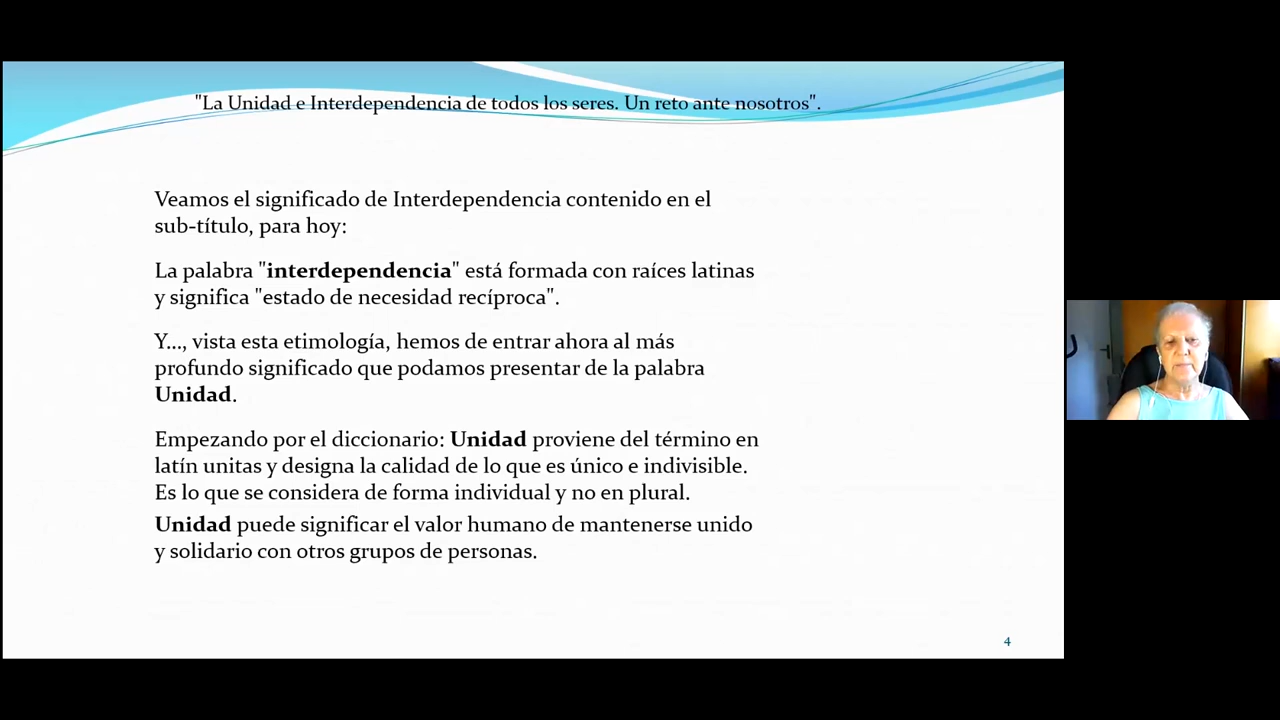 "La Unidad e Interdependencia de todos los seres. Un reto ante nosotros".
Veamos el significado de Interdependencia contenido en el
sub-título, para hoy:
La palabra "interdependencia" está formada con raíces latinas
y significa "estado de necesidad recíproca".
Y..., vista esta etimología, hemos de entrar ahora al más
profundo significado que podamos presentar de la palabra
Unidad.
Empezando por el diccionario: Unidad proviene del término en
latín unitas y designa la calidad de lo que es único e indivisible.
Es lo que se considera de forma individual y no en plural.
Unidad puede significar el valor humano de mantenerse unido
y solidario con otros grupos de personas.
4